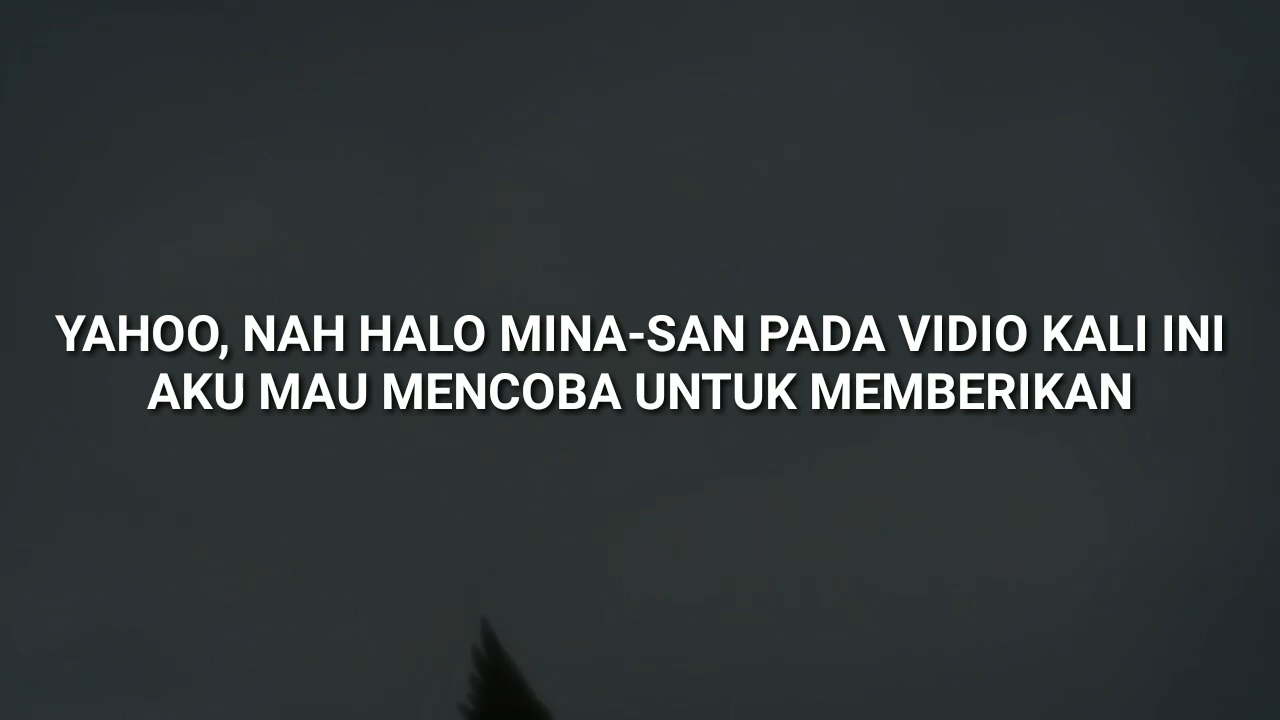 YAHOO, NAH HALO MINA-SAN PADA VIDIO KALI INI
AKU MAU MENCOBA UNTUK MEMBERIKAN